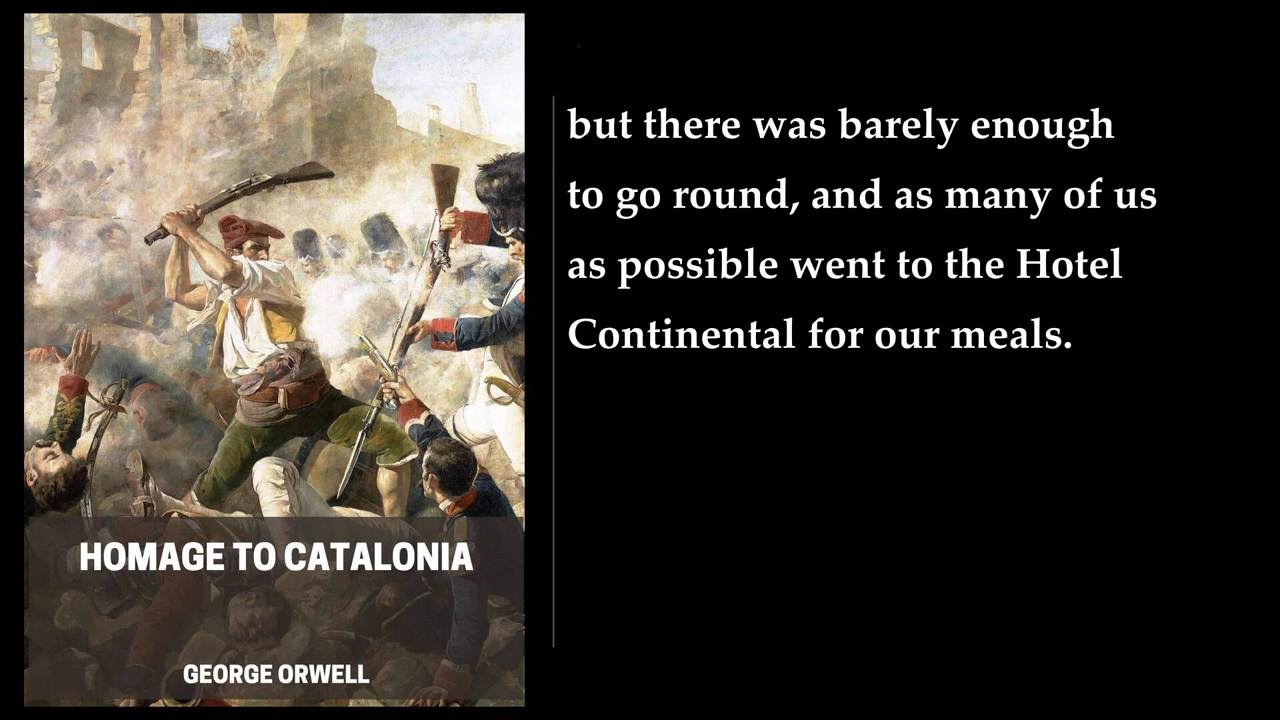 but there was barely enough
to go round, and as many of us
as possible went to the Hotel
Continental for our meals.
HOMAGE TO CATALONIA
GEORGE ORWELL